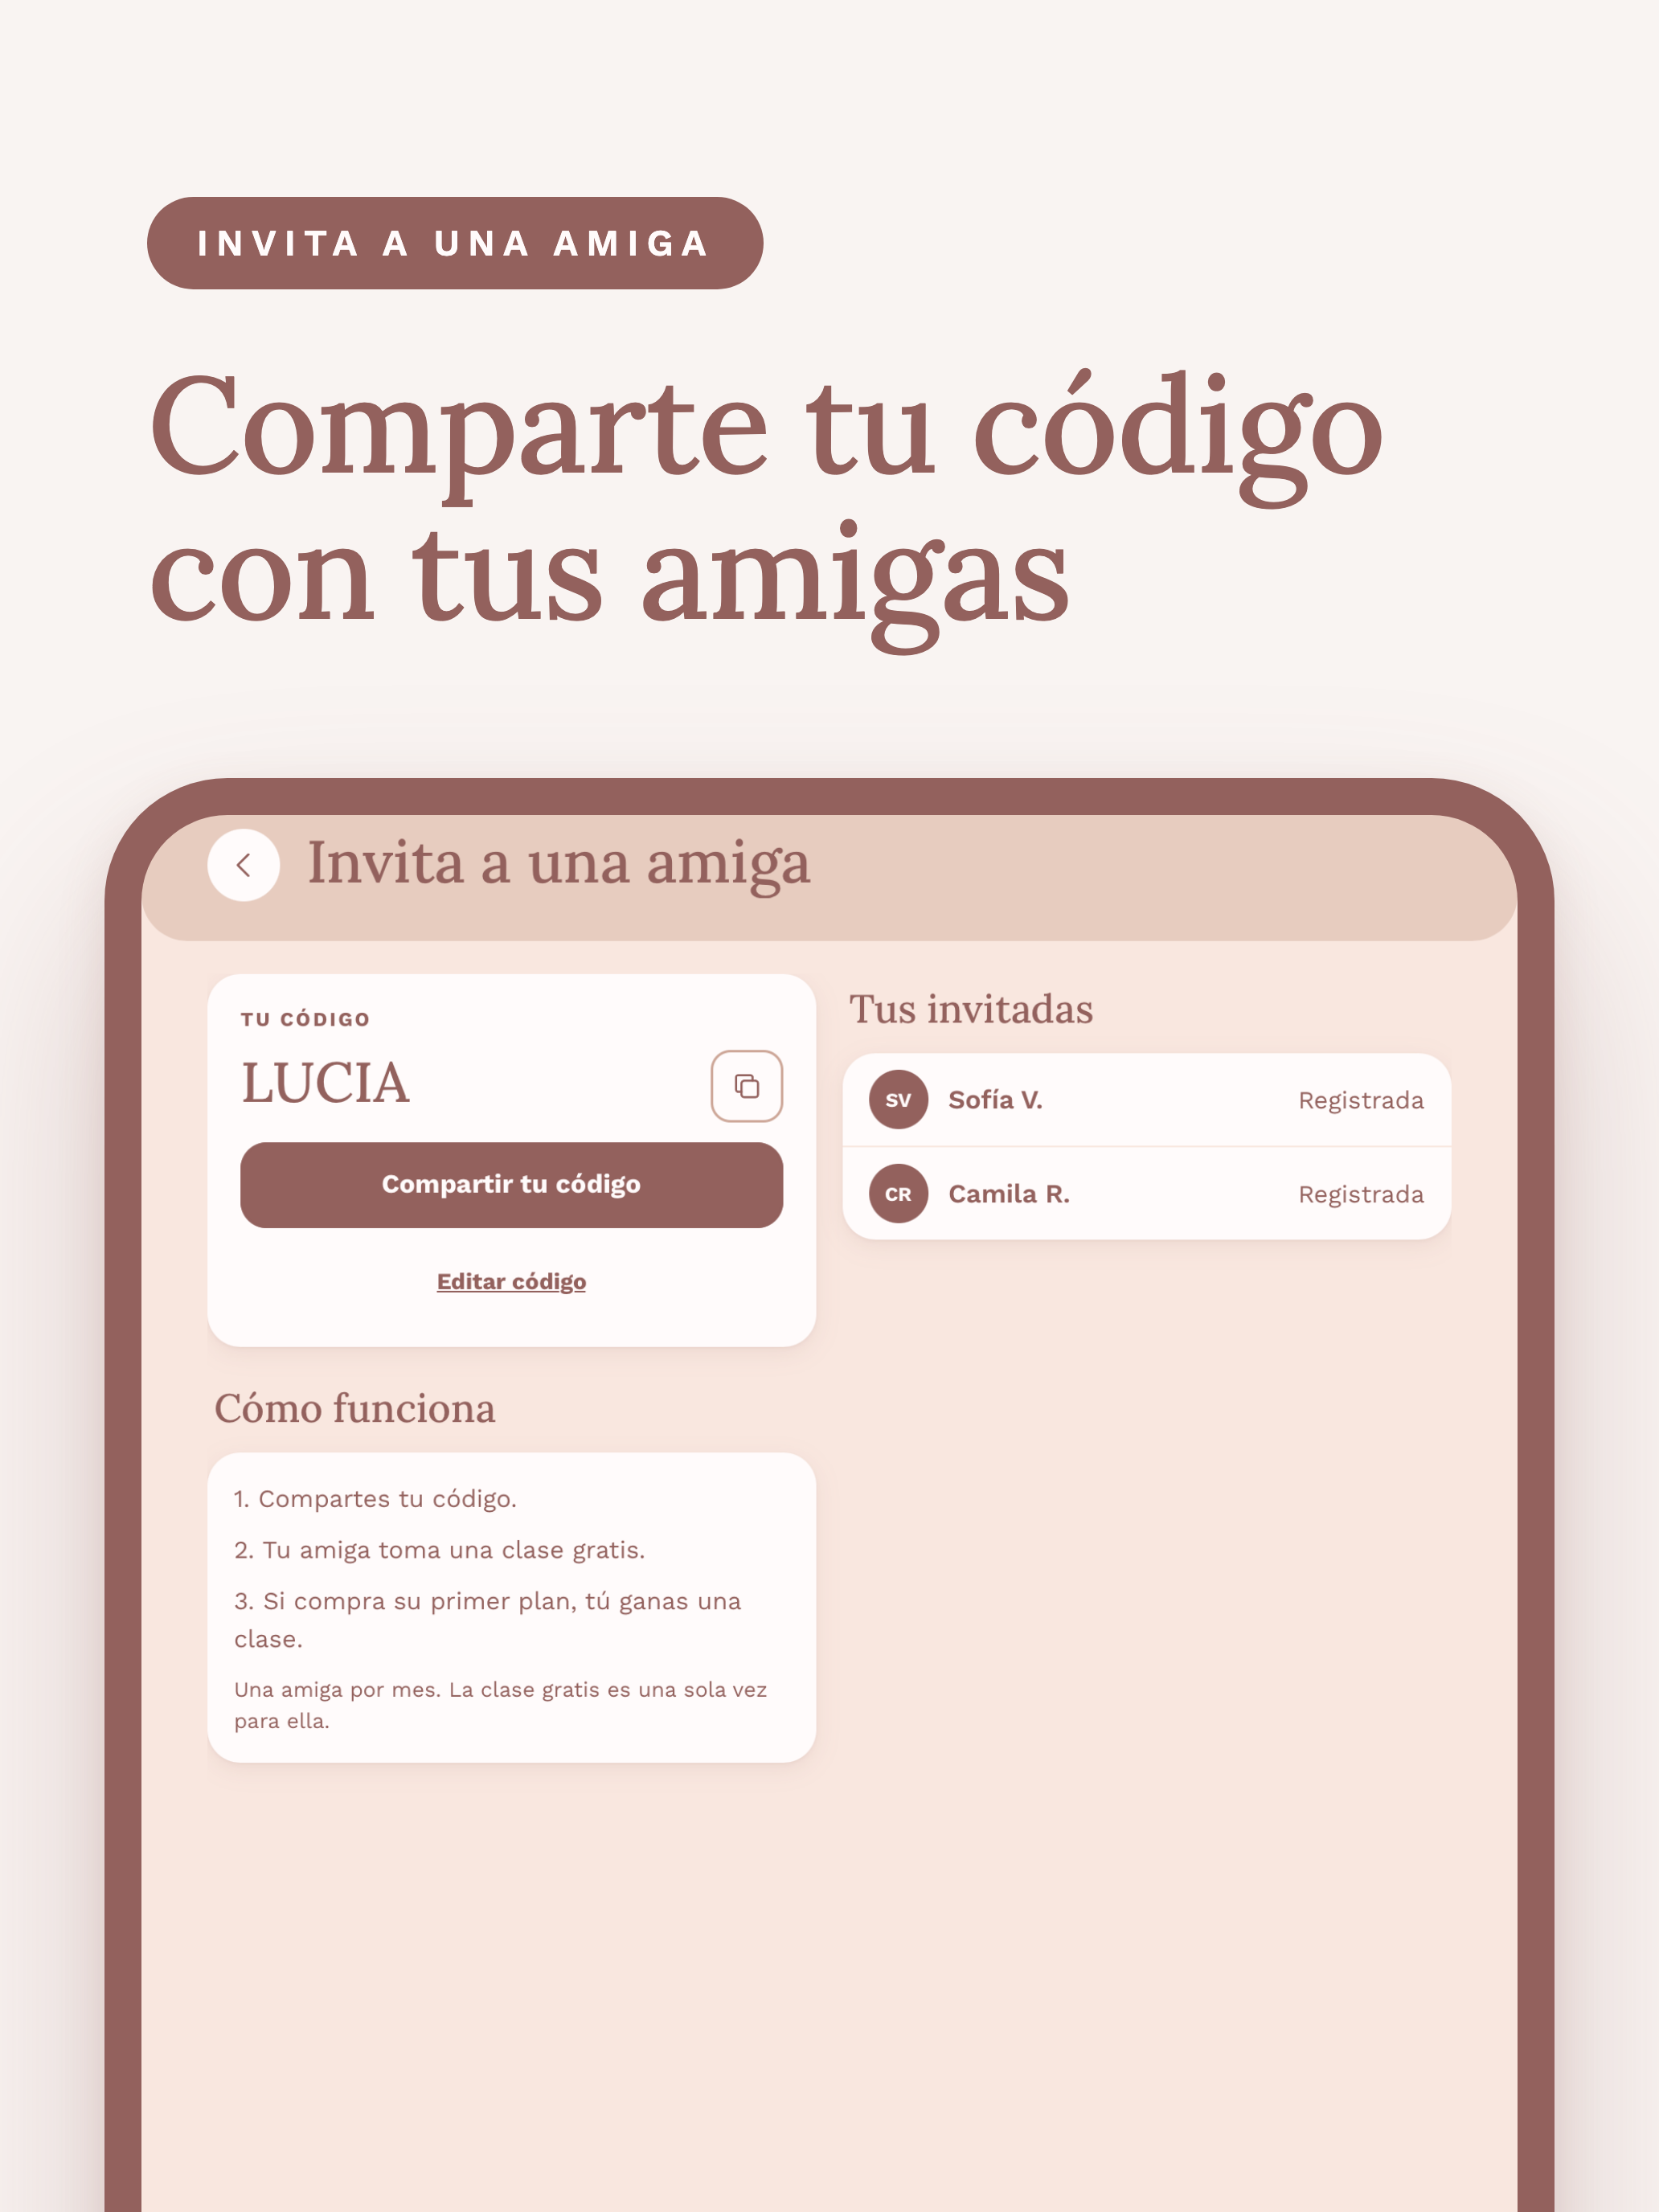 INVITA A UNA AMIGA
Comparte tu código
con tus amigas
Invita a una amiga
TU CÓDIGO
LUCIA
Compartir tu código
Editar código
Cómo funciona
1. Compartes tu código.
2. Tu amiga toma una clase gratis.
3. Si compra su primer plan, tú ganas una
clase.
Una amiga por mes. La clase gratis es una sola vez
para ella.
Tus invitadas
SV Sofía V. Registrada
CR Camila R. Registrada